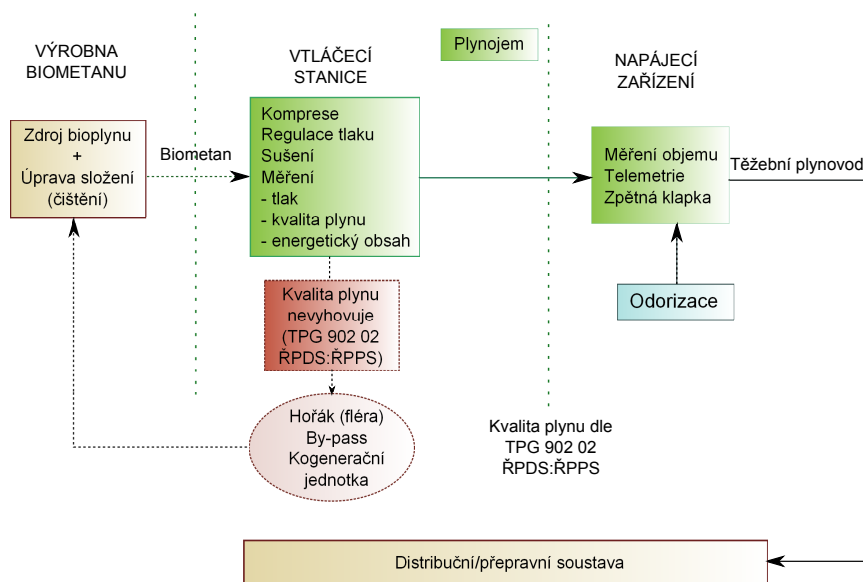 VÝROBNA
BIOMETANU
VTLÁČECÍ
STANICE
Plynojem
NAPÁJECÍ
ZAŘÍZENÍ
Zdroj bioplynu
+
Úprava složení
(čištění)
Biometan
Komprese
Regulace tlaku
Sušení
Měření
- tlak
- kvalita plynu
- energetický obsah
Měření objemu
Telemetrie
Zpětná klapka
Těžební plynovod
Kvalita plynu
nevyhovuje
(TPG 902 02
ŘPDS:ŘPPS)
Odorizace
Hořák (fléra)
By-pass
Kogenerační
jednotka
Kvalita plynu dle
TPG 902 02
ŘPDS:ŘPPS
Distribuční/přepravní soustava